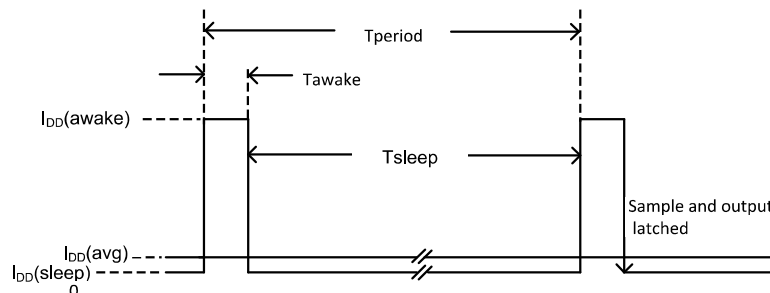 Tperiod
Tawake
IDD(awake)
Tsleep
Sample and output
latched
IDD(avg)
IDD(sleep)
0